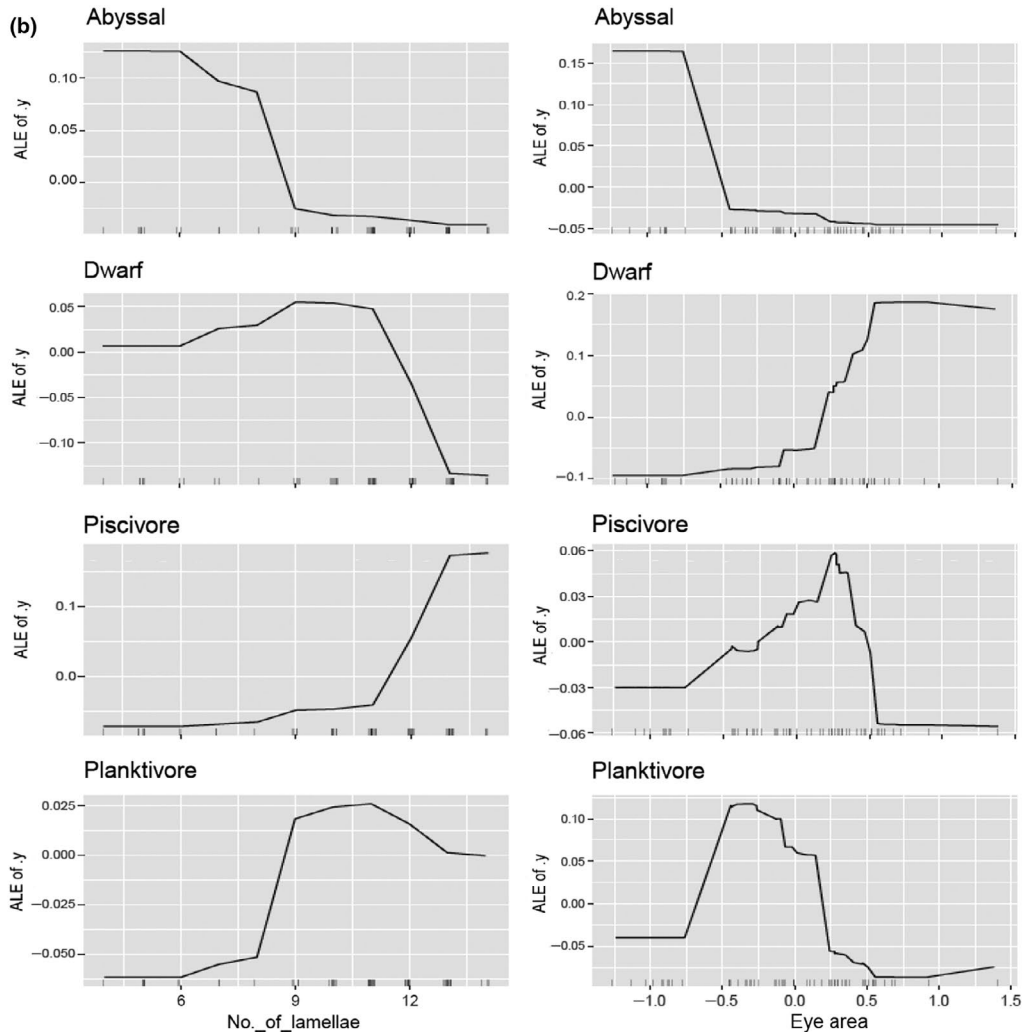 (b)
Abyssal
0.10
0.05
0.00
ALE of .y
Abyssal
0.15
0.10
0.05
0.00
−0.05
ALE of .y
Dwarf
0.05
0.00
−0.05
−0.10
ALE of .y
Dwarf
0.2
0.1
0.0
−0.1
ALE of .y
Piscivore
0.1
0.0
ALE of .y
Piscivore
0.06
0.03
0.00
−0.03
−0.06
ALE of .y
Planktivore
0.025
0.000
−0.025
−0.050
ALE of .y
6 9 12
No._of_lamellae
Planktivore
0.10
0.05
0.00
−0.05
ALE of .y
−1.0 −0.5 0.0 0.5 1.0 1.5
Eye area